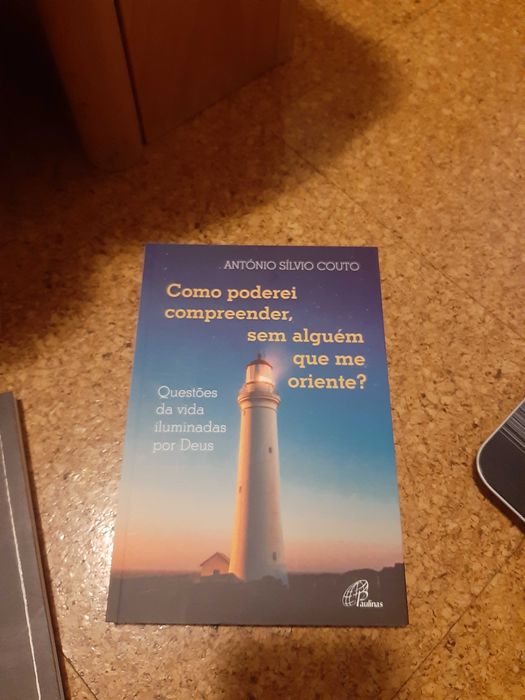 ANTÓNIO SÍLVIO COUTO
Como poderei
compreender,
sem alguém
que me
oriente?
Questões
da vida
iluminadas
por Deus
Paulinas